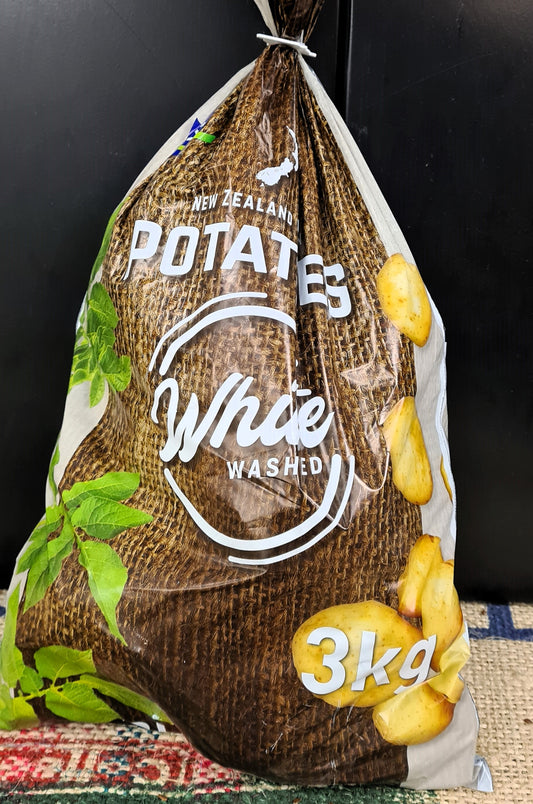 NEW ZEALAND
POTATOES
White
WASHED
3kg